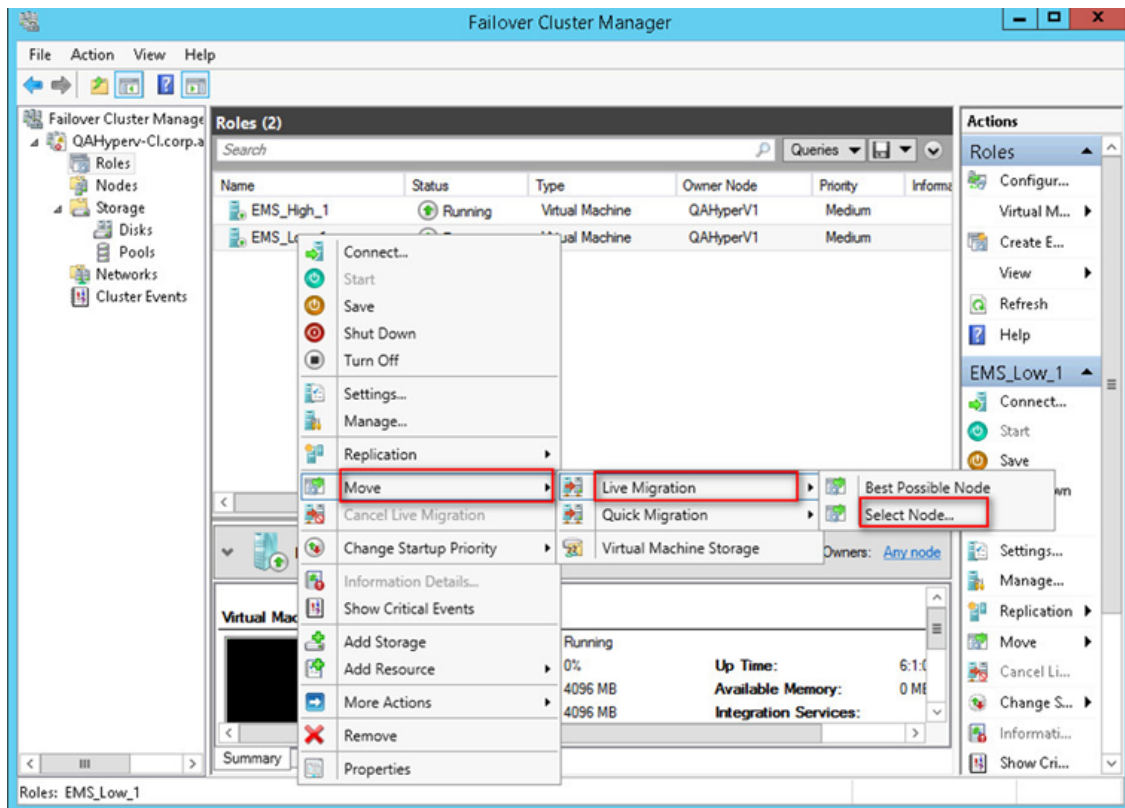 Failover Cluster Manager
File Action View Help
Failover Cluster Manage
QAHyperv-Cl.corp.a
Roles
Nodes
Storage
Disks
Pools
Networks
Cluster Events
Roles (2)
Search
Queries
Name Status Type Owner Node Priority Informa
EMS_High_1 Running Virtual Machine QAHyperV1 Medium
EMS_Lo ual Machine QAHyperV1 Medium
Connect...
Start
Save
Shut Down
Turn Off
Settings...
Manage...
Replication
Move
Cancel Live Migration
Change Startup Priority
Information Details...
Show Critical Events
Add Storage
Add Resource
More Actions
Remove
Properties
Live Migration
Quick Migration
Virtual Machine Storage
Best Possible Node
Select Node...
Owners: Any node
Virtual Mac
Running
0% Up Time: 6:1:0
4096 MB Available Memory: 0 ME
4096 MB Integration Services:
Summary
Actions
Roles
Configur...
Virtual M...
Create E...
View
Refresh
Help
EMS_Low_1
Connect...
Start
Save
wn
Settings...
Manage...
Replication
Move
Cancel Li...
Change S...
Informati...
Show Cri...
Roles: EMS_Low_1